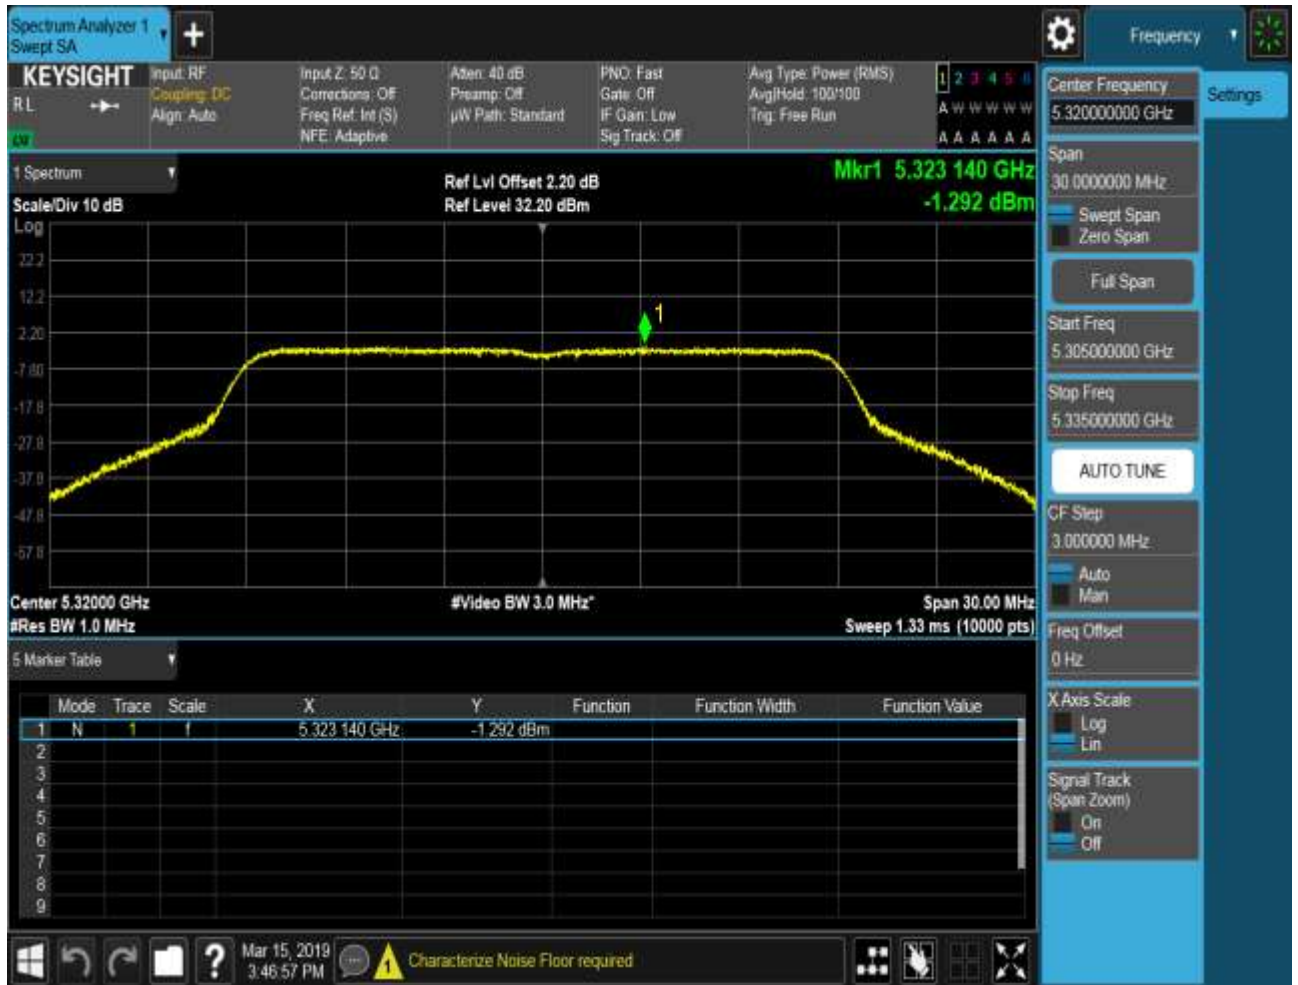 Spectrum Analyzer 1
Swept SA
Frequency
KEYSIGHT
RL
Input: RF
Coupling: DC
Align: Auto
Input Z: 50 Ω
Corrections: Off
Freq Ref: Int (S)
NFE: Adaptive
Atten: 40 dB
Preamp: Off
µW Path: Standard
PNO: Fast
Gate: Off
IF Gain: Low
Sig Track: Off
Avg Type: Power (RMS)
Avg|Hold: 100/100
Trig: Free Run
1 2 3 4 5 6
A W W W W W
A A A A A A
1 Spectrum
Scale/Div 10 dB
Ref Lvl Offset 2.20 dB
Ref Level 32.20 dBm
Mkr1 5.323 140 GHz
-1.292 dBm
Log
22.2
12.2
2.20
-7.80
-17.8
-27.8
-37.8
-47.8
-57.8
1
Center 5.32000 GHz
#Res BW 1.0 MHz
#Video BW 3.0 MHz*
Span 30.00 MHz
Sweep 1.33 ms (10000 pts)
5 Marker Table
Mode Trace Scale X Y Function Function Width Function Value
1 N 1 f 5.323 140 GHz -1.292 dBm
2
3
4
5
6
7
8
9
Mar 15, 2019
3:46:57 PM
1
Characterize Noise Floor required
Center Frequency
5.320000000 GHz
Settings
Span
30.0000000 MHz
Swept Span
Zero Span
Full Span
Start Freq
5.305000000 GHz
Stop Freq
5.335000000 GHz
AUTO TUNE
CF Step
3.000000 MHz
Auto
Man
Freq Offset
0 Hz
X Axis Scale
Log
Lin
Signal Track
(Span Zoom)
On
Off